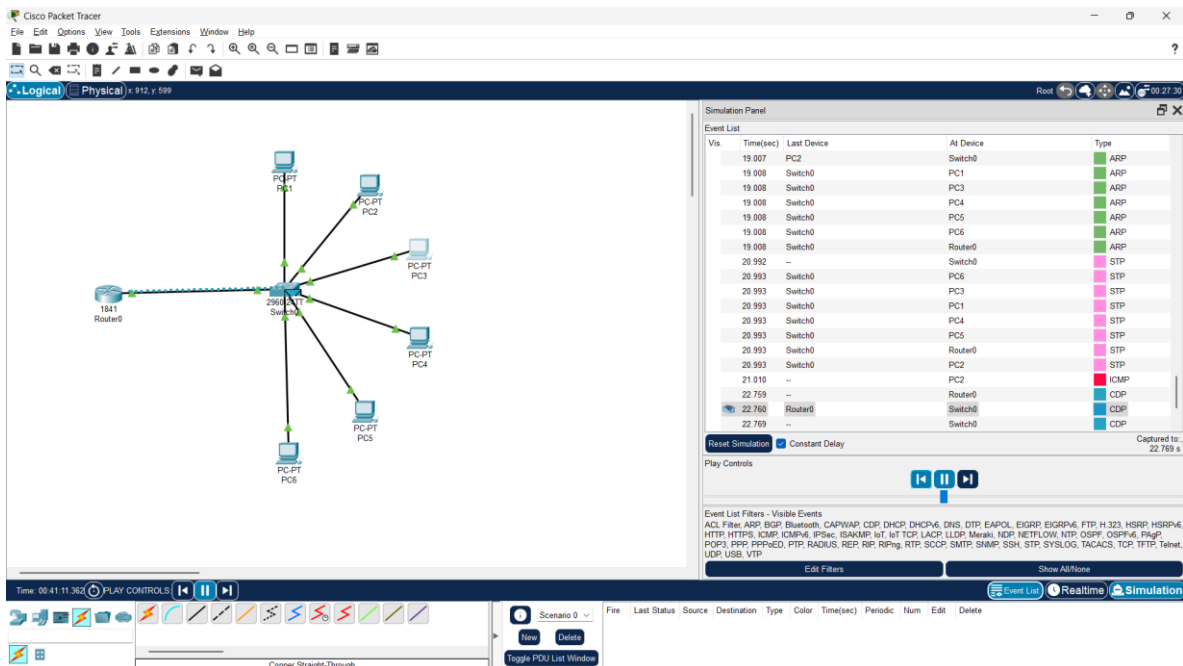 Cisco Packet Tracer
File Edit Options View Tools Extensions Window Help
?
Logical Physical x: 912, y: 599
Root 00:27:30
PC-PT
PC1
PC-PT
PC2
PC-PT
PC3
1841
Router0
2960-24TT
Switch0
PC-PT
PC4
PC-PT
PC5
PC-PT
PC6
Simulation Panel
Event List
Vis. Time(sec) Last Device At Device Type
19.007 PC2 Switch0 ARP
19.008 Switch0 PC1 ARP
19.008 Switch0 PC3 ARP
19.008 Switch0 PC4 ARP
19.008 Switch0 PC5 ARP
19.008 Switch0 PC6 ARP
19.008 Switch0 Router0 ARP
20.992 -- Switch0 STP
20.993 Switch0 PC6 STP
20.993 Switch0 PC3 STP
20.993 Switch0 PC1 STP
20.993 Switch0 PC4 STP
20.993 Switch0 PC5 STP
20.993 Switch0 Router0 STP
20.993 Switch0 PC2 STP
21.010 -- PC2 ICMP
22.759 -- Router0 CDP
22.760 Router0 Switch0 CDP
22.769 -- Switch0 CDP
Reset Simulation Constant Delay Captured to:
22.769 s
Play Controls
Event List Filters - Visible Events
ACL Filter, ARP, BGP, Bluetooth, CAPWAP, CDP, DHCP, DHCPv6, DNS, DTP, EAPOL, EIGRP, EIGRPv6, FTP, H.323, HSRP, HSRPv6,
HTTP, HTTPS, ICMP, ICMPv6, IPSec, ISAKMP, IoT, IoT TCP, LACP, LLDP, Meraki, NDP, NETFLOW, NTP, OSPF, OSPFv6, PAgP,
POP3, PPP, PPPoED, PTP, RADIUS, REP, RIP, RIPng, RTP, SCCP, SMTP, SNMP, SSH, STP, SYSLOG, TACACS, TCP, TFTP, Telnet,
UDP, USB, VTP
Edit Filters Show All/None
Time: 00:41:11.362 PLAY CONTROLS: Event List Realtime Simulation
Scenario 0 Fire Last Status Source Destination Type Color Time(sec) Periodic Num Edit Delete
New Delete
Toggle PDU List Window
Copper Straight-Through